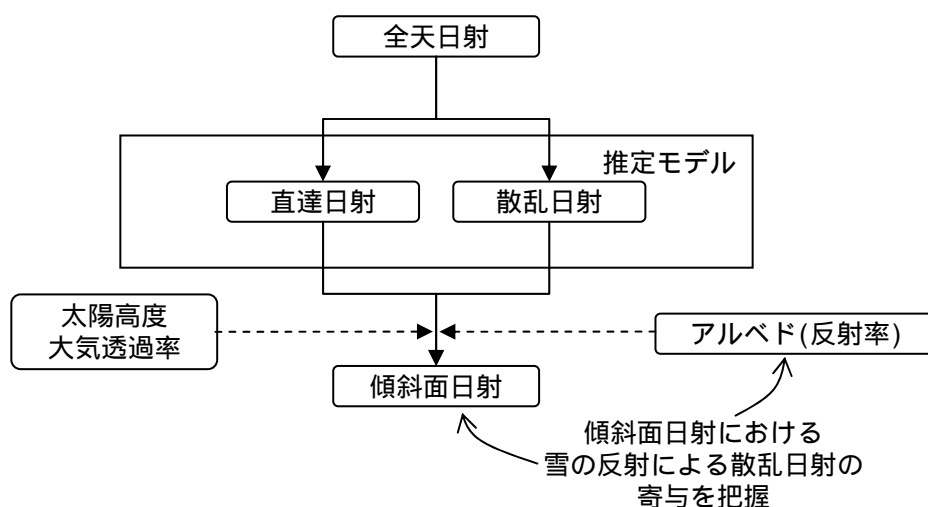 全天日射
推定モデル
直達日射
散乱日射
太陽高度
大気透過率
アルベド(反射率)
傾斜面日射
傾斜面日射における
雪の反射による散乱日射の
寄与を把握